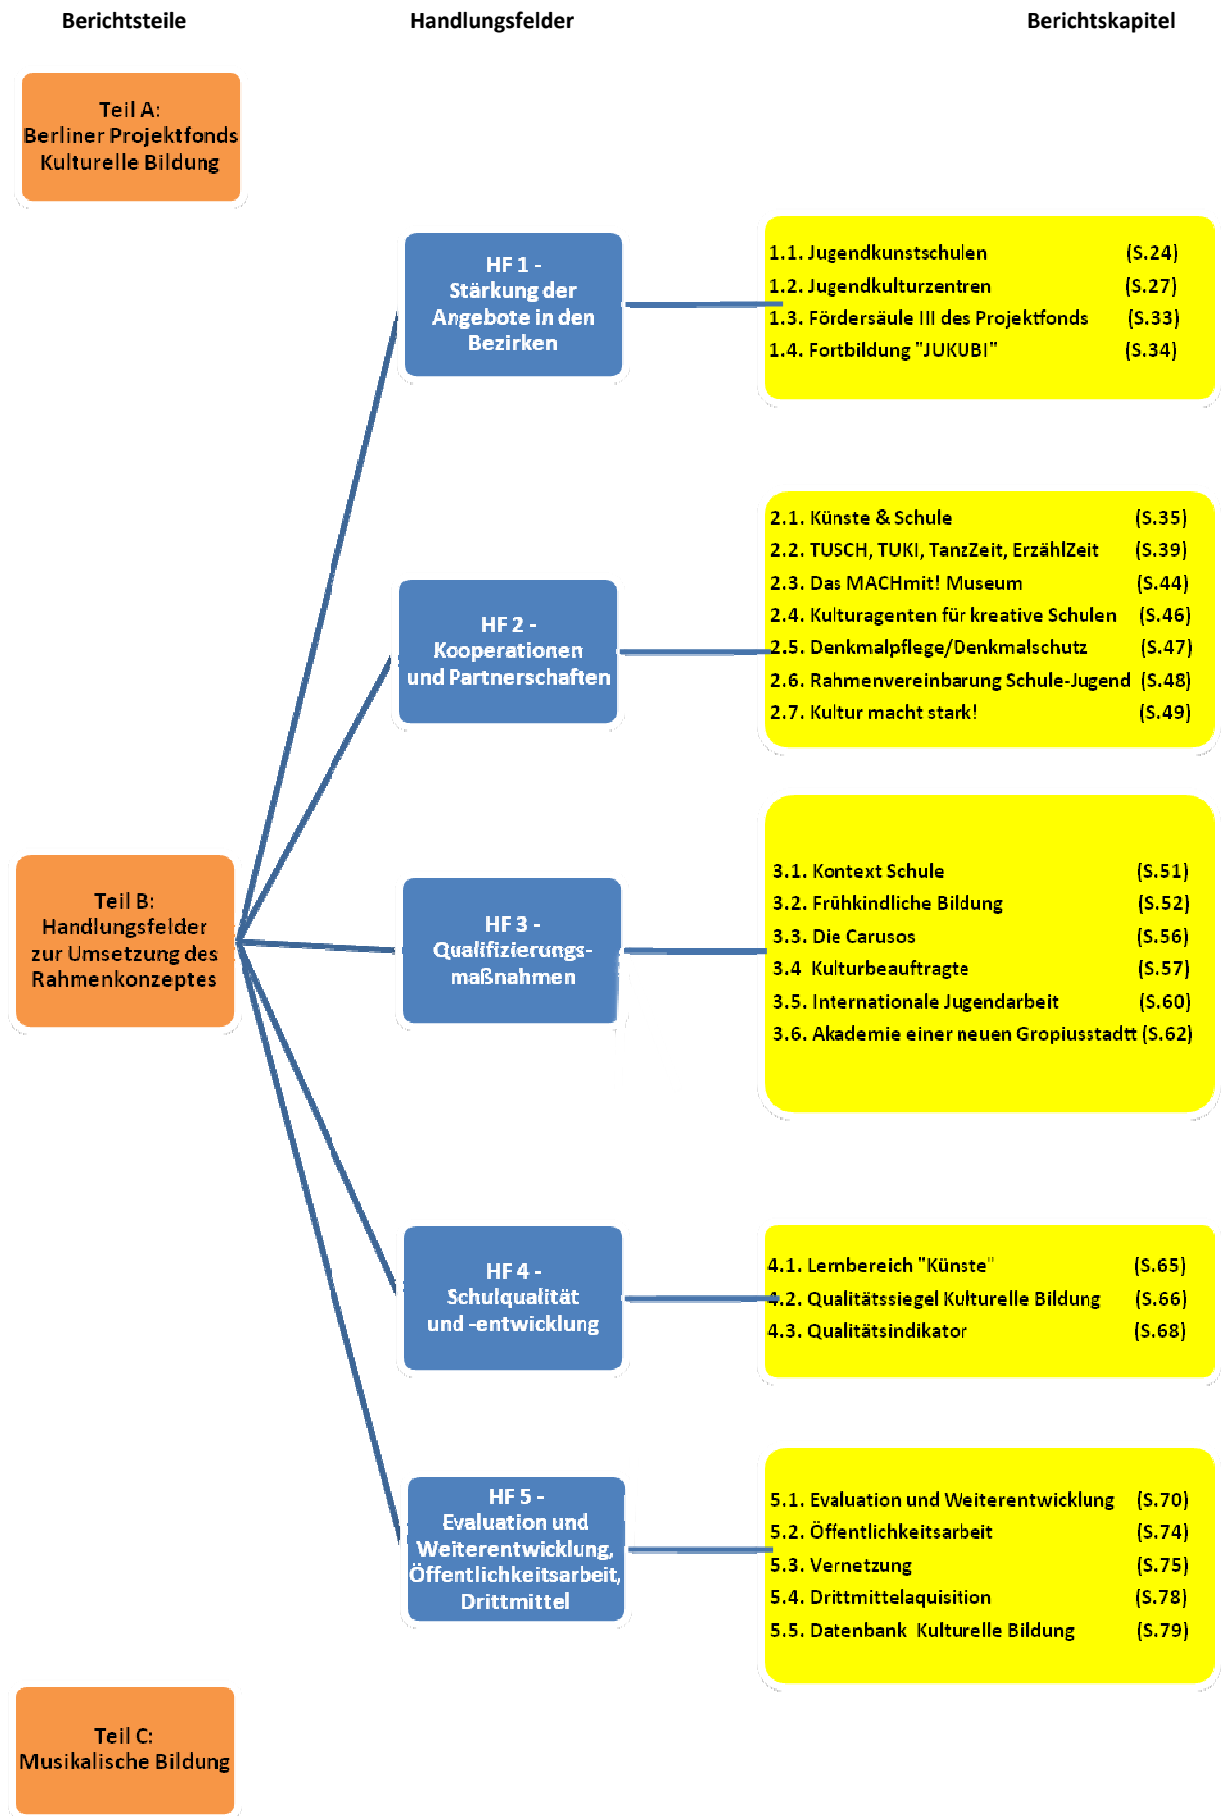 Berichtsteile
Handlungsfelder
Berichtskapitel
Teil A:
Berliner Projektfonds
Kulturelle Bildung
HF 1 -
Stärkung der
Angebote in den
Bezirken
1.1. Jugendkunstschulen (S.24)
1.2. Jugendkulturzentren (S.27)
1.3. Fördersäule III des Projektfonds (S.33)
1.4. Fortbildung "JUKUBI" (S.34)
HF 2 -
Kooperationen
und Partnerschaften
2.1. Künste & Schule (S.35)
2.2. TUSCH, TUKI, TanzZeit, ErzählZeit (S.39)
2.3. Das MACHmit! Museum (S.44)
2.4. Kulturagenten für kreative Schulen (S.46)
2.5. Denkmalpflege/Denkmalschutz (S.47)
2.6. Rahmenvereinbarung Schule-Jugend (S.48)
2.7. Kultur macht stark! (S.49)
Teil B:
Handlungsfelder
zur Umsetzung des
Rahmenkonzeptes
HF 3 -
Qualifizierungs-
maßnahmen
3.1. Kontext Schule (S.51)
3.2. Frühkindliche Bildung (S.52)
3.3. Die Carusos (S.56)
3.4 Kulturbeauftragte (S.57)
3.5. Internationale Jugendarbeit (S.60)
3.6. Akademie einer neuen Gropiusstadtt (S.62)
HF 4 -
Schulqualität
und -entwicklung
4.1. Lernbereich "Künste" (S.65)
4.2. Qualitätssiegel Kulturelle Bildung (S.66)
4.3. Qualitätsindikator (S.68)
HF 5 -
Evaluation und
Weiterentwicklung,
Öffentlichkeitsarbeit,
Drittmittel
5.1. Evaluation und Weiterentwicklung (S.70)
5.2. Öffentlichkeitsarbeit (S.74)
5.3. Vernetzung (S.75)
5.4. Drittmittelaquisition (S.78)
5.5. Datenbank Kulturelle Bildung (S.79)
Teil C:
Musikalische Bildung